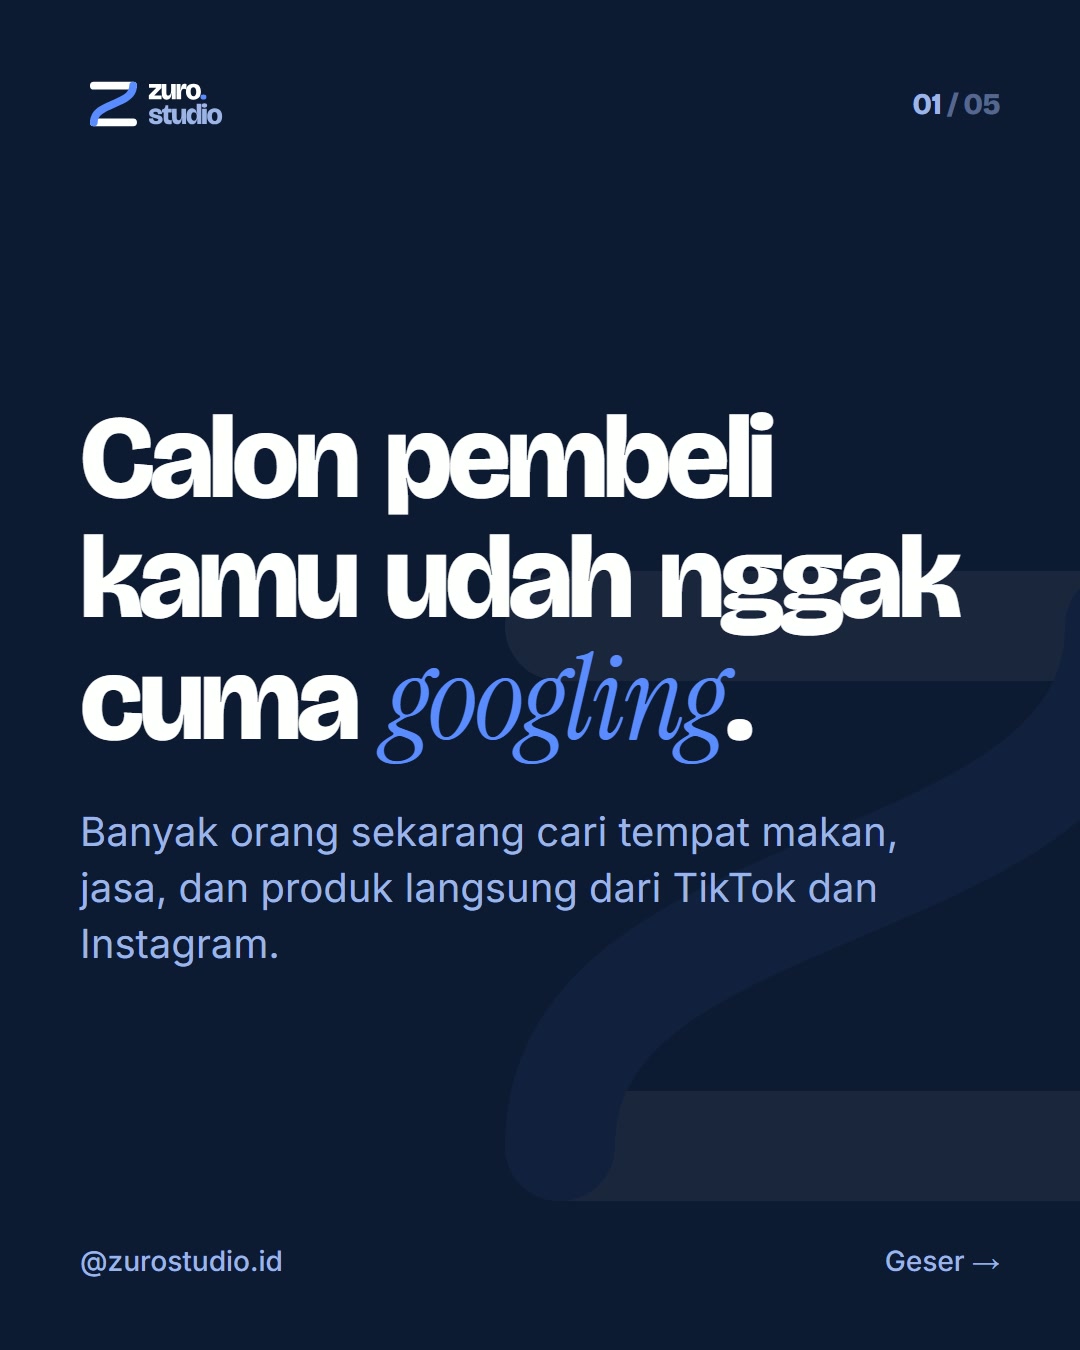 zuro.
studio
01 / 05
Calon pembeli
kamu udah nggak
cuma googling.
Banyak orang sekarang cari tempat makan,
jasa, dan produk langsung dari TikTok dan
Instagram.
@zurostudio.id
Geser →